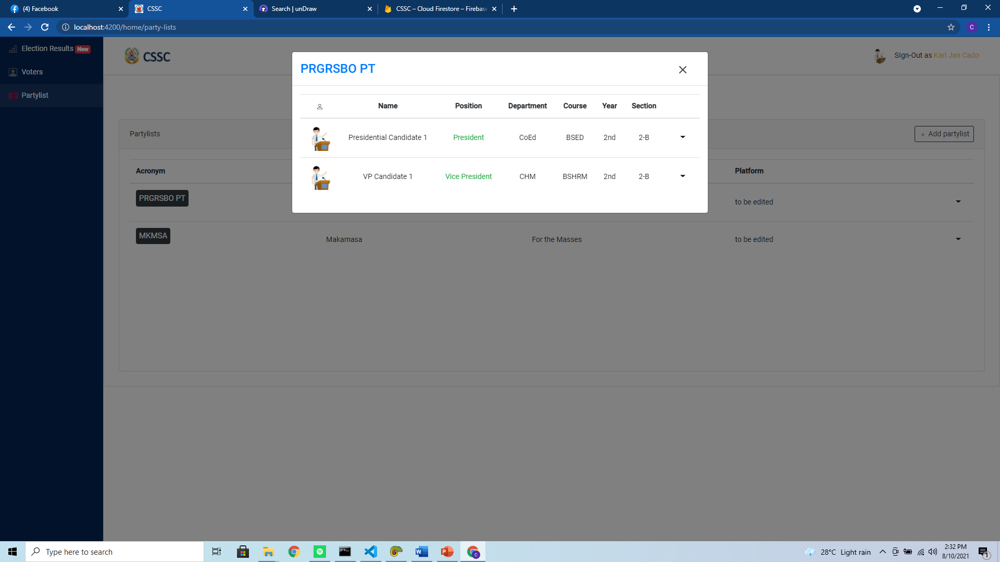 (4) Facebook
CSSC
Search | unDraw
CSSC – Cloud Firestore – Firebase
localhost:4200/home/party-lists
C
Election Results New
Voters
Partylist
CSSC
SIgn-Out as Karl Jan Cado
PRGRSBO PT
Name Position Department Course Year Section
Presidential Candidate 1 President CoEd BSED 2nd 2-B
VP Candidate 1 Vice President CHM BSHRM 2nd 2-B
Partylists
+ Add partylist
Acronym Platform
PRGRSBO PT to be edited
MKMSA Makamasa For the Masses to be edited
Type here to search
28°C Light rain
2:32 PM
8/10/2021
1